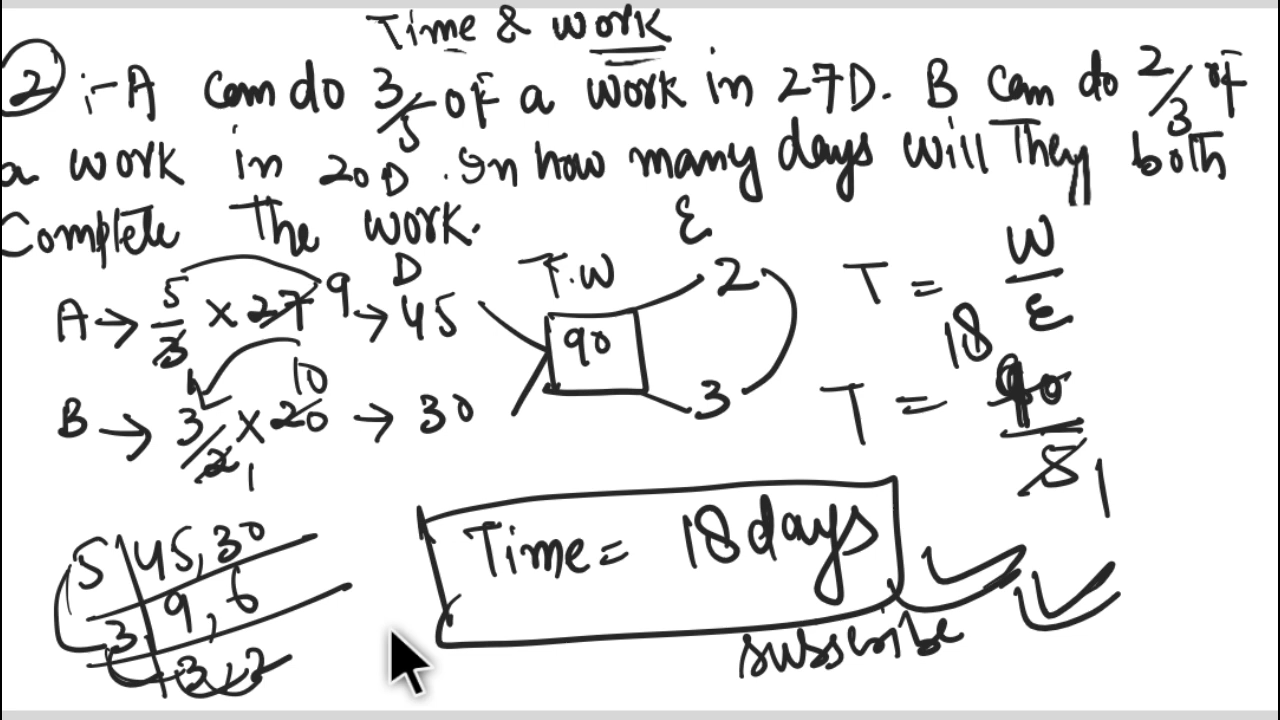 Time & work
2 :- A can do 3/5 of a work in 27D. B can do 2/3 of
a work in 20D. In how many days will They both
Complete The work.
A → 5/3 × 27 9 → 45 D
B → 3/2 1 × 20 10 → 30
T.W
90
E
2
3
T = W/E
T = 90/5 18 1
5 | 45, 30
3 | 9, 6
3, 2
Time = 18 days
subscribe